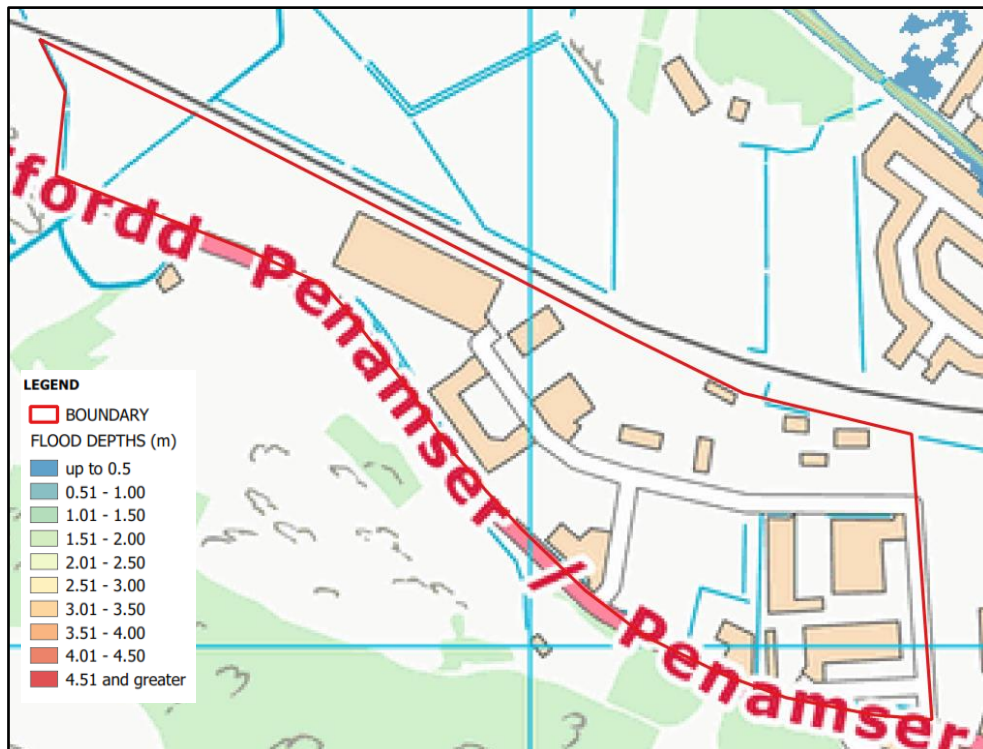 fordd Penamser / Penamser
LEGEND
BOUNDARY
FLOOD DEPTHS (m)
up to 0.5
0.51 - 1.00
1.01 - 1.50
1.51 - 2.00
2.01 - 2.50
2.51 - 3.00
3.01 - 3.50
3.51 - 4.00
4.01 - 4.50
4.51 and greater